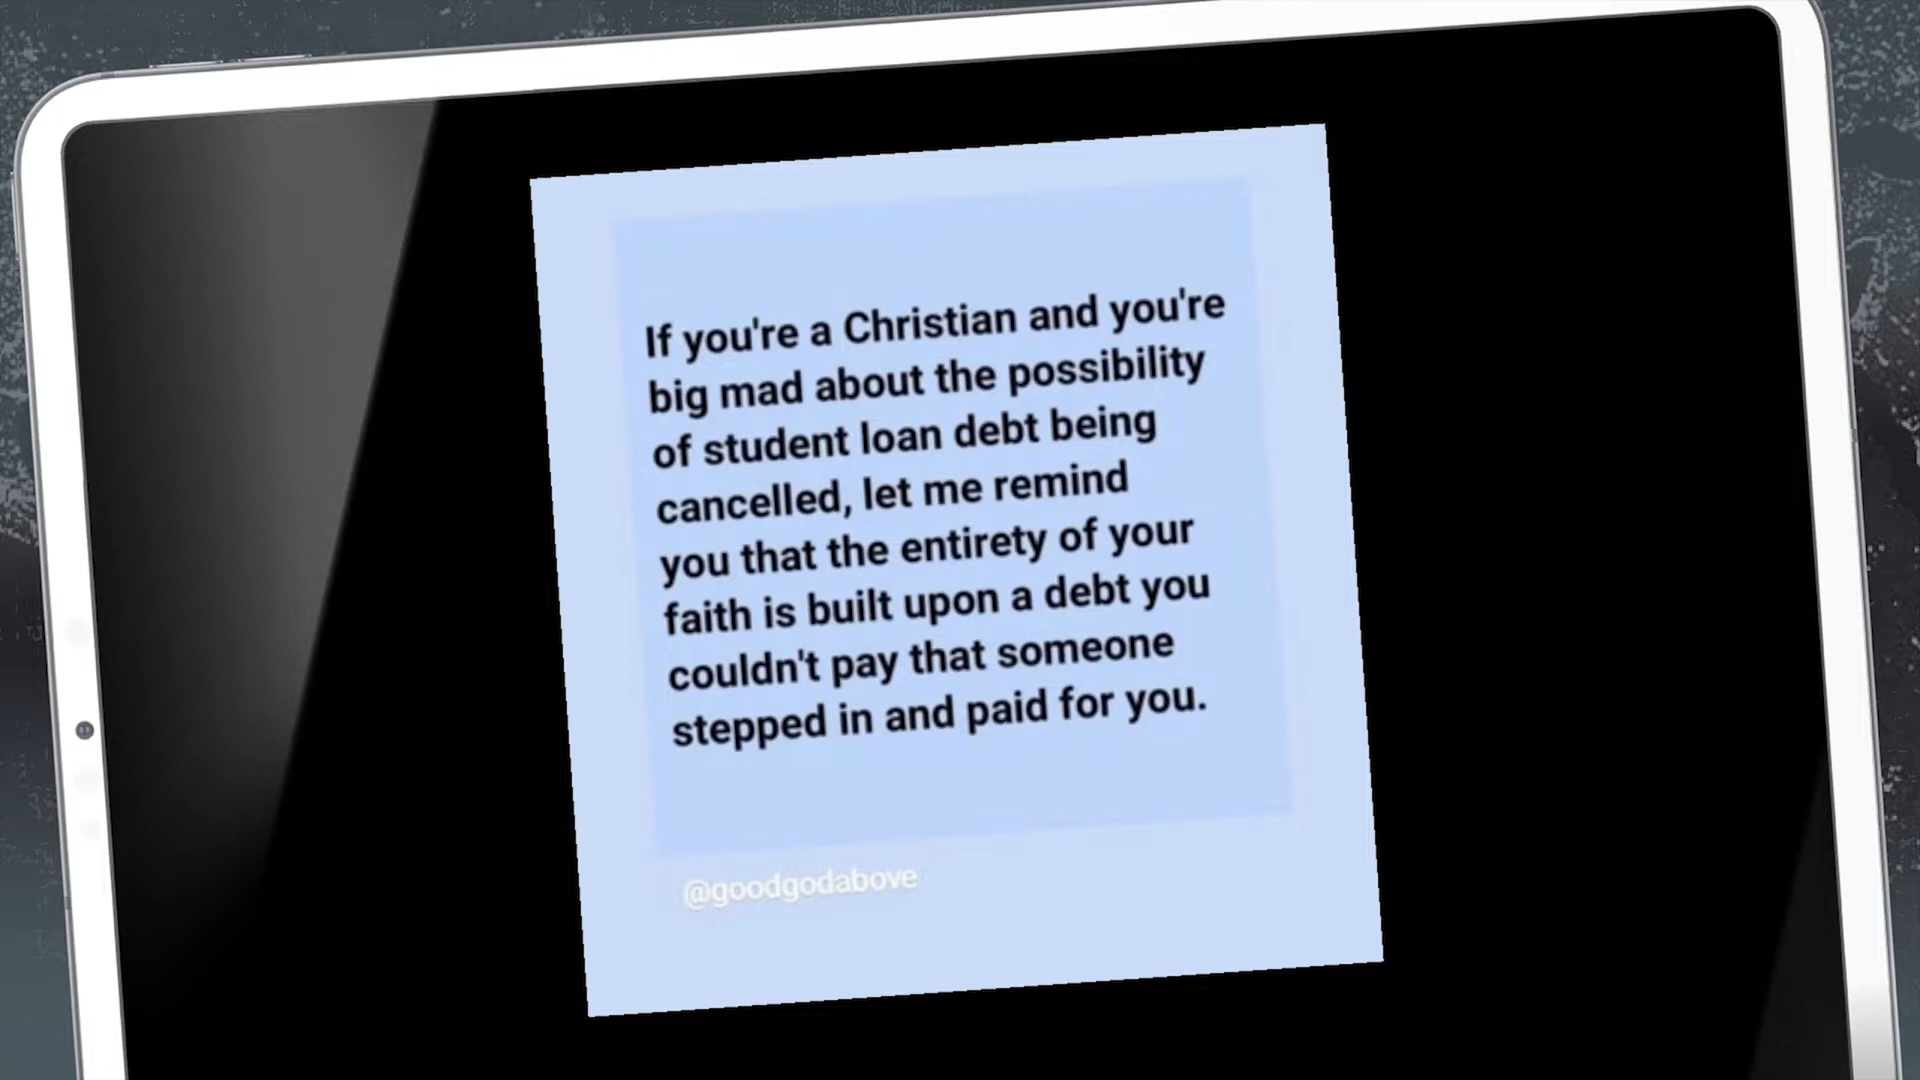 If you're a Christian and you're
big mad about the possibility
of student loan debt being
cancelled, let me remind
you that the entirety of your
faith is built upon a debt you
couldn't pay that someone
stepped in and paid for you.
@goodgodabove